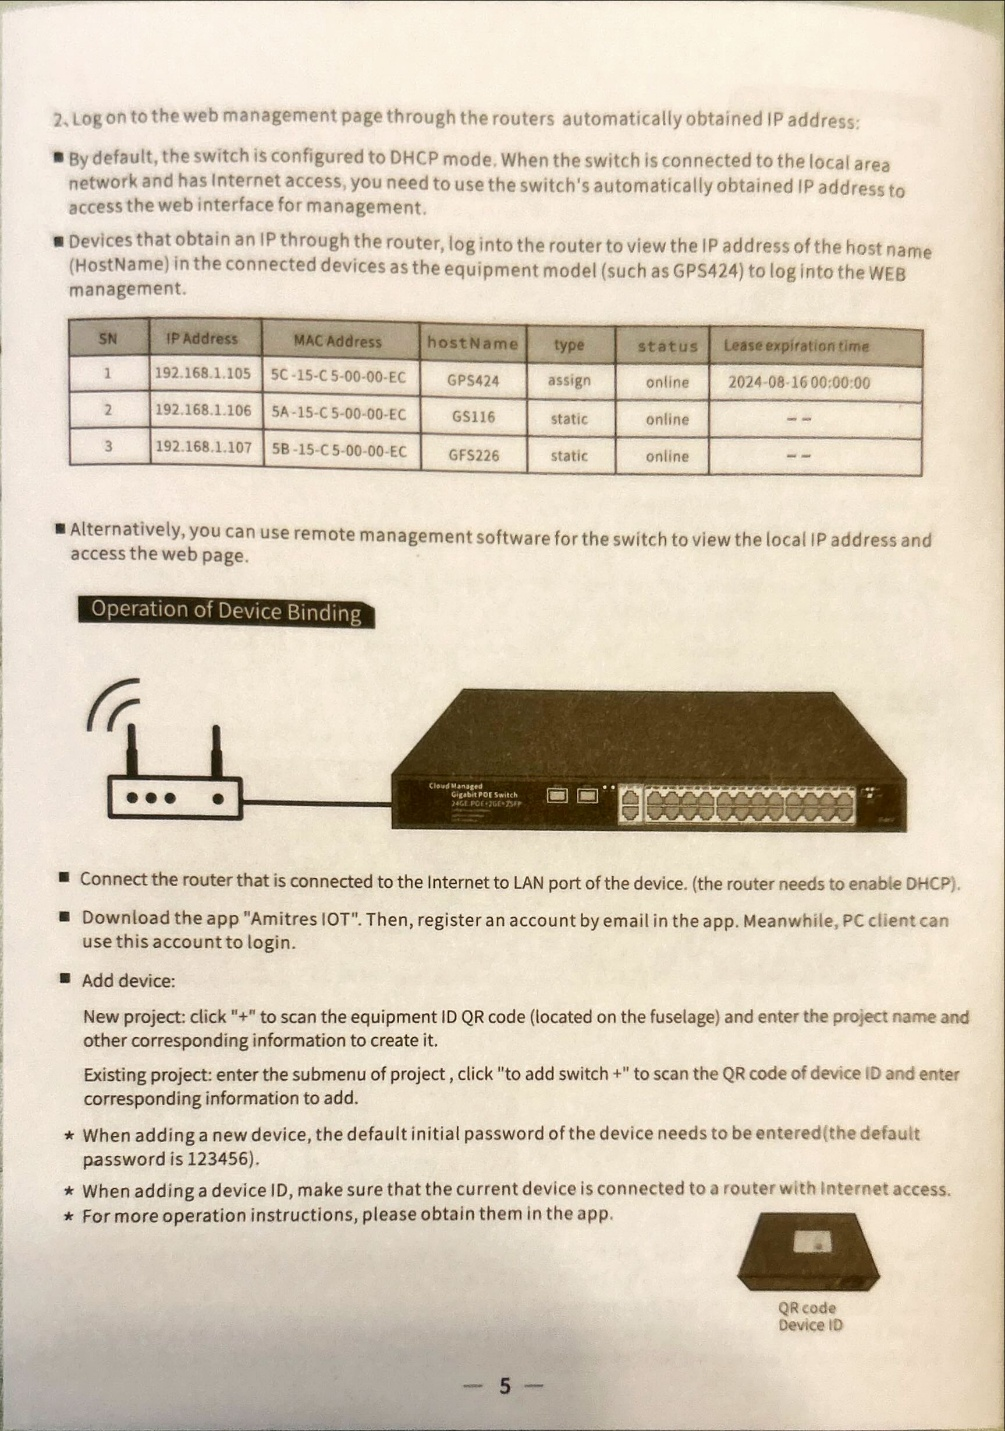 2、Log on to the web management page through the routers automatically obtained IP address:
■ By default, the switch is configured to DHCP mode. When the switch is connected to the local area
network and has Internet access, you need to use the switch's automatically obtained IP address to
access the web interface for management.
■ Devices that obtain an IP through the router, log into the router to view the IP address of the host name
(HostName) in the connected devices as the equipment model (such as GPS424) to log into the WEB
management.
SN IP Address MAC Address hostName type status Lease expiration time
1 192.168.1.105 5C-15-C5-00-00-EC GPS424 assign online 2024-08-16 00:00:00
2 192.168.1.106 5A-15-C5-00-00-EC GS116 static online --
3 192.168.1.107 5B-15-C5-00-00-EC GFS226 static online --
■ Alternatively, you can use remote management software for the switch to view the local IP address and
access the web page.
Operation of Device Binding
Cloud Managed
Gigabit POE Switch
24GE POE+2GE+2SFP
■ Connect the router that is connected to the Internet to LAN port of the device. (the router needs to enable DHCP).
■ Download the app "Amitres IOT". Then, register an account by email in the app. Meanwhile, PC client can
use this account to login.
■ Add device:
New project: click "+" to scan the equipment ID QR code (located on the fuselage) and enter the project name and
other corresponding information to create it.
Existing project: enter the submenu of project , click "to add switch +" to scan the QR code of device ID and enter
corresponding information to add.
* When adding a new device, the default initial password of the device needs to be entered(the default
password is 123456).
* When adding a device ID, make sure that the current device is connected to a router with Internet access.
* For more operation instructions, please obtain them in the app.
QR code
Device ID
— 5 —